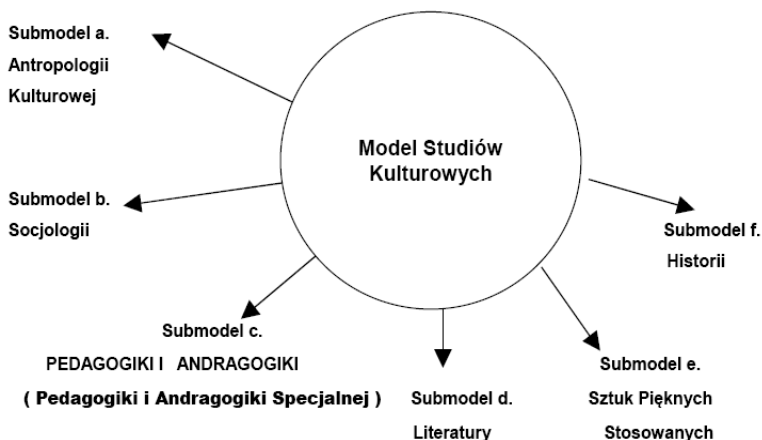 Submodel a.
Antropologii
Kulturowej
Model Studiów
Kulturowych
Submodel b.
Socjologii
Submodel c.
PEDAGOGIKI I ANDRAGOGIKI
( Pedagogiki i Andragogiki Specjalnej )
Submodel d.
Literatury
Submodel e.
Sztuk Pięknych
Stosowanych
Submodel f.
Historii